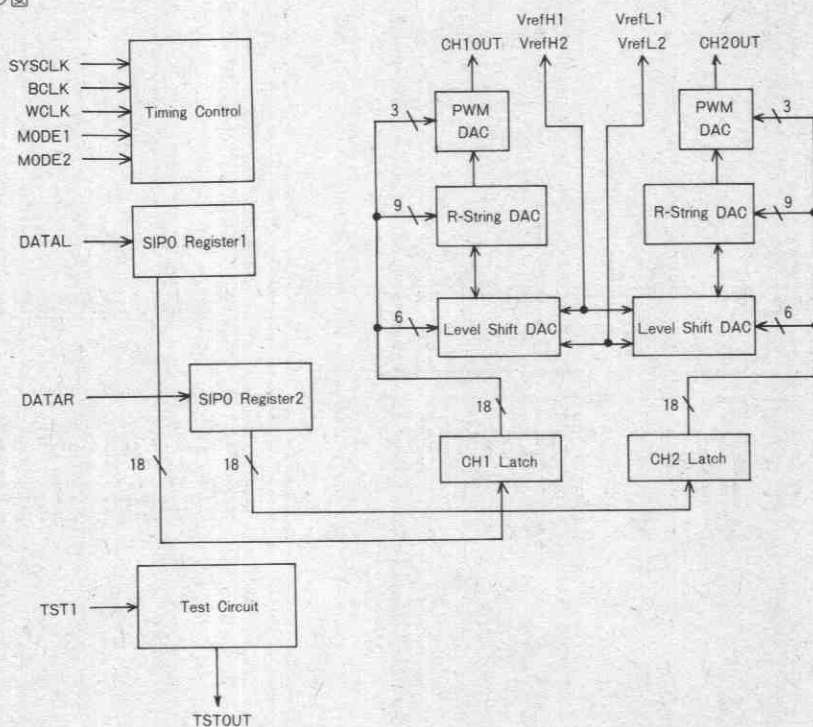 VrefH1 VrefL1
CH1OUT VrefH2 VrefL2 CH2OUT
SYSCLK
BCLK
WCLK
MODE1
MODE2
Timing Control
3
PWM
DAC
PWM
DAC
3
9
R-String DAC
R-String DAC
9
DATAL
SIPO Register1
6
Level Shift DAC
Level Shift DAC
6
DATAR
SIPO Register2
18
18
18
18
CH1 Latch
CH2 Latch
TST1
Test Circuit
TSTOUT